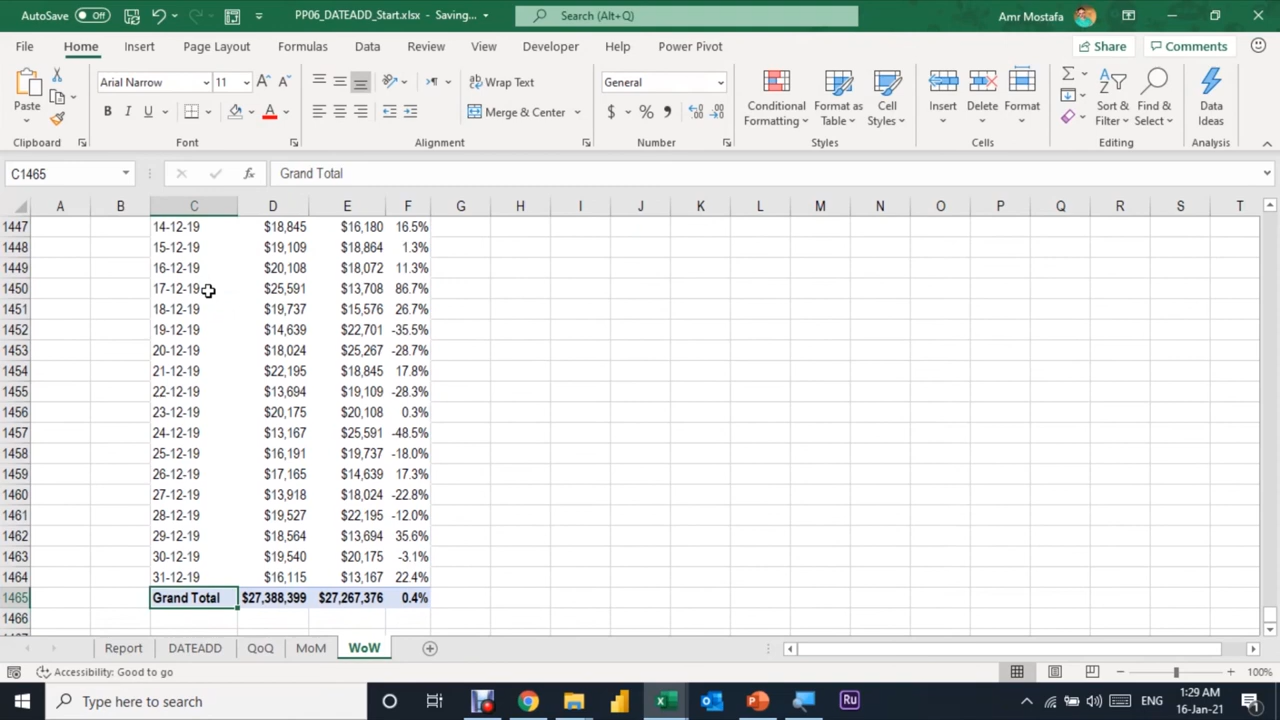 AutoSave Off
PP06_DATEADD_Start.xlsx - Saving...
Search (Alt+Q)
Amr Mostafa
File Home Insert Page Layout Formulas Data Review View Developer Help Power Pivot
Share Comments
Paste
Clipboard
Arial Narrow 11
B I U
Font
Wrap Text
Merge & Center
Alignment
General
$ % 9
Number
Conditional Formatting
Format as Table
Cell Styles
Styles
Insert
Delete
Format
Cells
Sort & Filter
Find & Select
Editing
Data Ideas
Analysis
C1465 fx Grand Total
A B C D E F G H I J K L M N O P Q R S T
1447 14-12-19 $18,845 $16,180 16.5%
1448 15-12-19 $19,109 $18,864 1.3%
1449 16-12-19 $20,108 $18,072 11.3%
1450 17-12-19 $25,591 $13,708 86.7%
1451 18-12-19 $19,737 $15,576 26.7%
1452 19-12-19 $14,639 $22,701 -35.5%
1453 20-12-19 $18,024 $25,267 -28.7%
1454 21-12-19 $22,195 $18,845 17.8%
1455 22-12-19 $13,694 $19,109 -28.3%
1456 23-12-19 $20,175 $20,108 0.3%
1457 24-12-19 $13,167 $25,591 -48.5%
1458 25-12-19 $16,191 $19,737 -18.0%
1459 26-12-19 $17,165 $14,639 17.3%
1460 27-12-19 $13,918 $18,024 -22.8%
1461 28-12-19 $19,527 $22,195 -12.0%
1462 29-12-19 $18,564 $13,694 35.6%
1463 30-12-19 $19,540 $20,175 -3.1%
1464 31-12-19 $16,115 $13,167 22.4%
1465 Grand Total $27,388,399 $27,267,376 0.4%
1466
Report DATEADD QoQ MoM WoW
Accessibility: Good to go
100%
Type here to search
Ru
ENG
1:29 AM
16-Jan-21